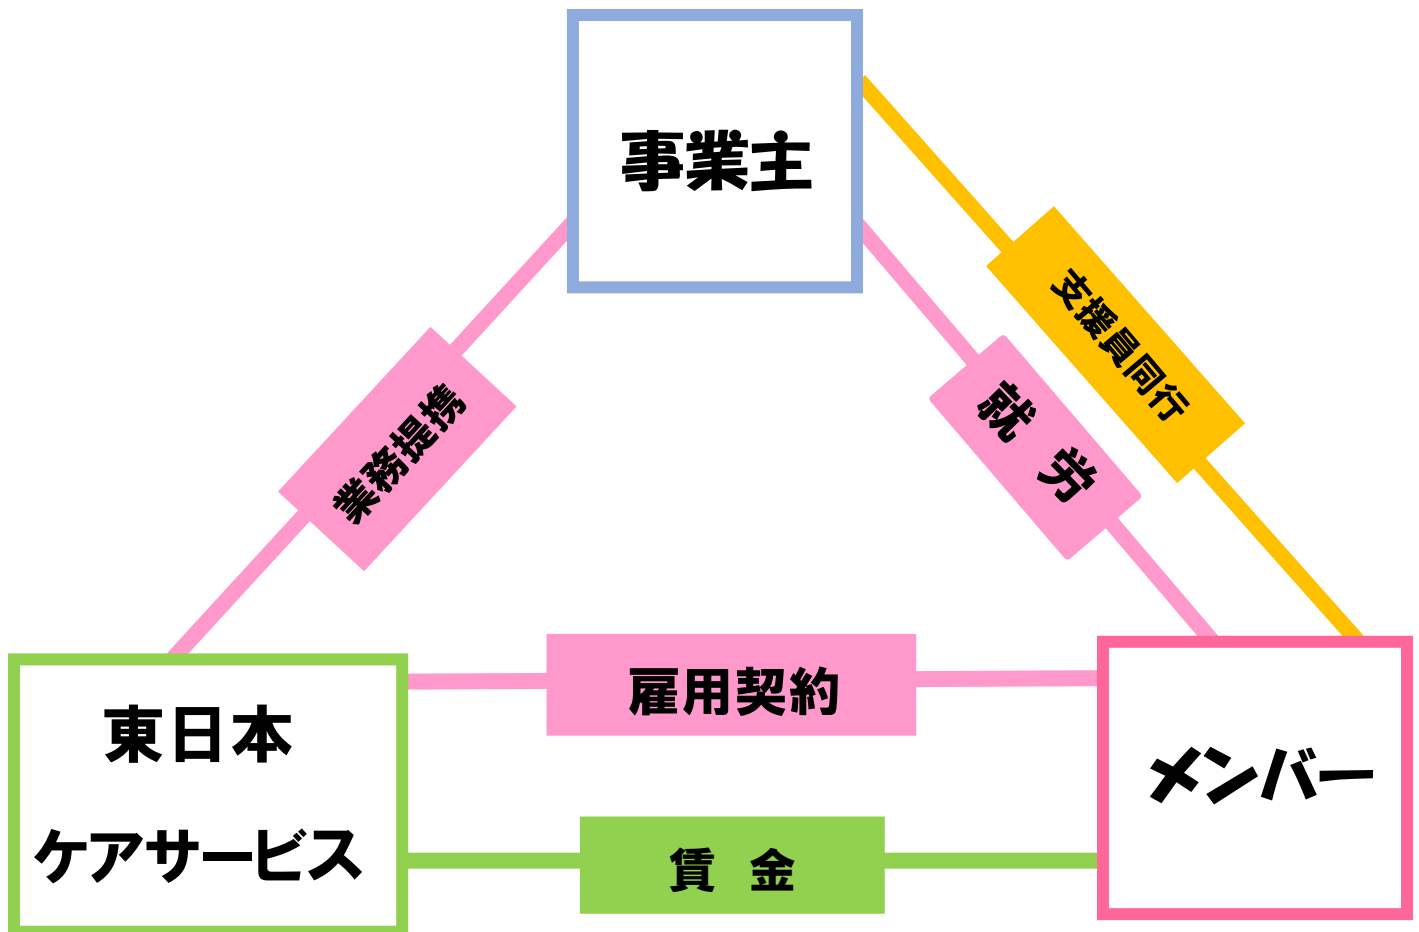 事業主
支援員同行
就 労
業務提携
雇用契約
東日本
ケアサービス
メンバー
賃 金